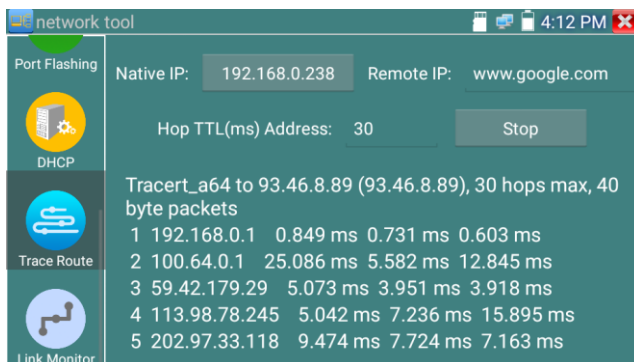 network tool
4:12 PM
Port Flashing
DHCP
Trace Route
Link Monitor
Native IP: 192.168.0.238 Remote IP: www.google.com
Hop TTL(ms) Address: 30 Stop
Tracert_a64 to 93.46.8.89 (93.46.8.89), 30 hops max, 40
byte packets
1 192.168.0.1 0.849 ms 0.731 ms 0.603 ms
2 100.64.0.1 25.086 ms 5.582 ms 12.845 ms
3 59.42.179.29 5.073 ms 3.951 ms 3.918 ms
4 113.98.78.245 5.042 ms 7.236 ms 15.895 ms
5 202.97.33.118 9.474 ms 7.724 ms 7.163 ms